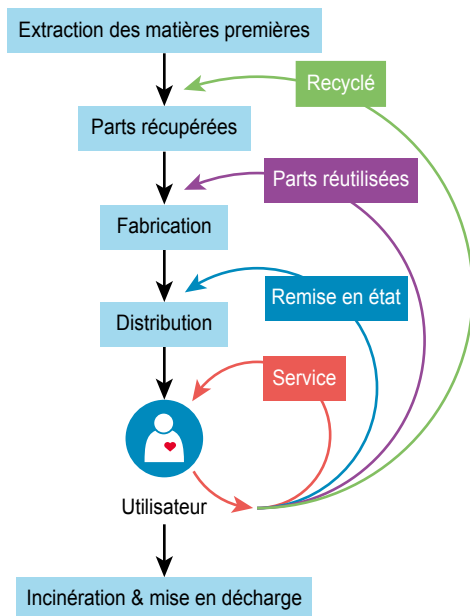 Extraction des matières premières
Recyclé
Parts récupérées
Parts réutilisées
Fabrication
Remise en état
Distribution
Service
Utilisateur
Incinération & mise en décharge